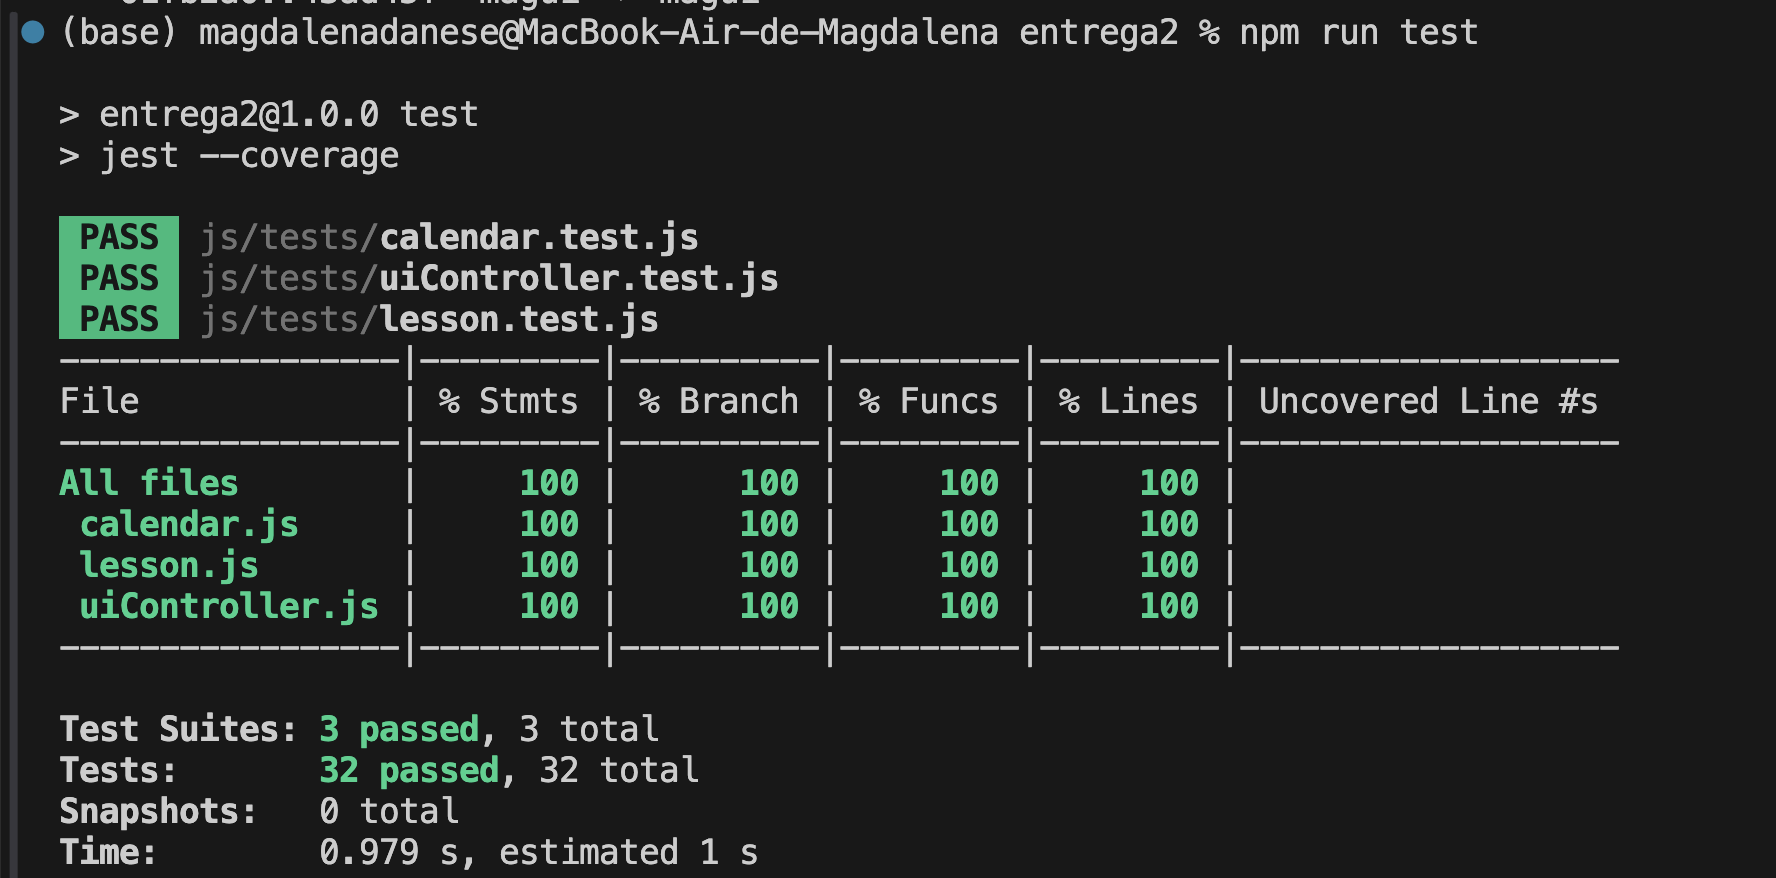 (base) magdalenadanese@MacBook-Air-de-Magdalena entrega2 % npm run test
> entrega2@1.0.0 test
> jest --coverage
PASS js/tests/calendar.test.js
PASS js/tests/uiController.test.js
PASS js/tests/lesson.test.js
-----------------|---------|----------|---------|---------|-------------------
File             | % Stmts | % Branch | % Funcs | % Lines | Uncovered Line #s
-----------------|---------|----------|---------|---------|-------------------
All files        |     100 |      100 |     100 |     100 |
 calendar.js     |     100 |      100 |     100 |     100 |
 lesson.js       |     100 |      100 |     100 |     100 |
 uiController.js |     100 |      100 |     100 |     100 |
-----------------|---------|----------|---------|---------|-------------------
Test Suites: 3 passed, 3 total
Tests:       32 passed, 32 total
Snapshots:   0 total
Time:        0.979 s, estimated 1 s